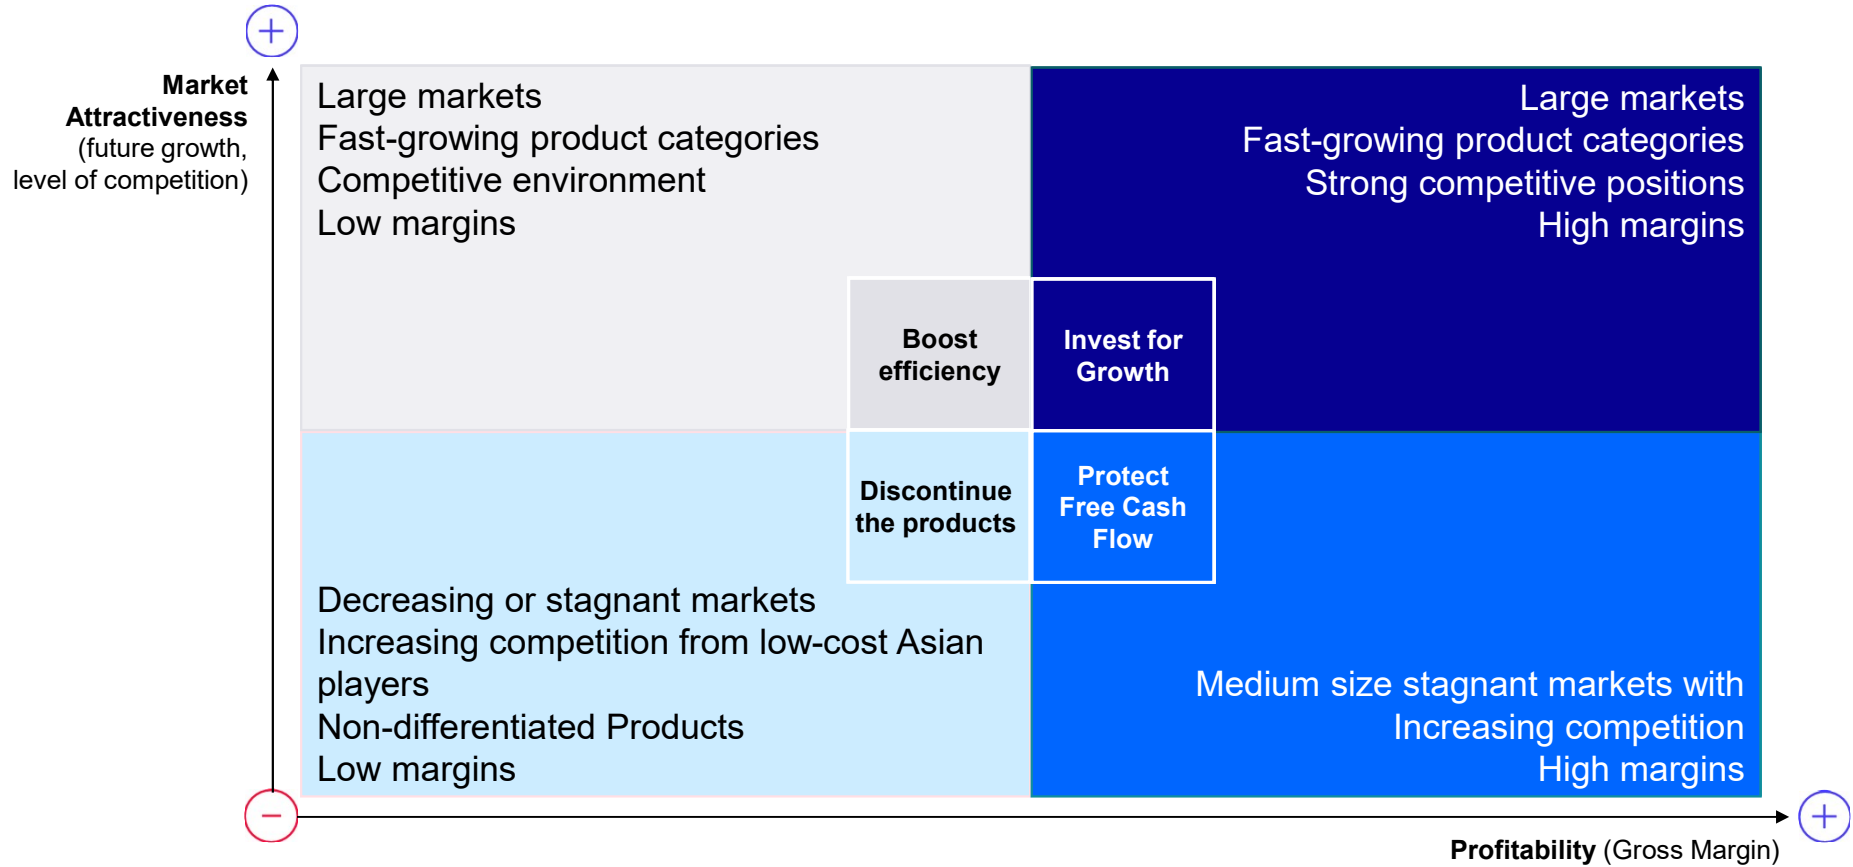 Market
Attractiveness
(future growth,
level of competition)
Large markets
Fast-growing product categories
Competitive environment
Low margins
Large markets
Fast-growing product categories
Strong competitive positions
High margins
Boost
efficiency
Invest for
Growth
Discontinue
the products
Protect
Free Cash
Flow
Decreasing or stagnant markets
Increasing competition from low-cost Asian
players
Non-differentiated Products
Low margins
Medium size stagnant markets with
Increasing competition
High margins
Profitability (Gross Margin)